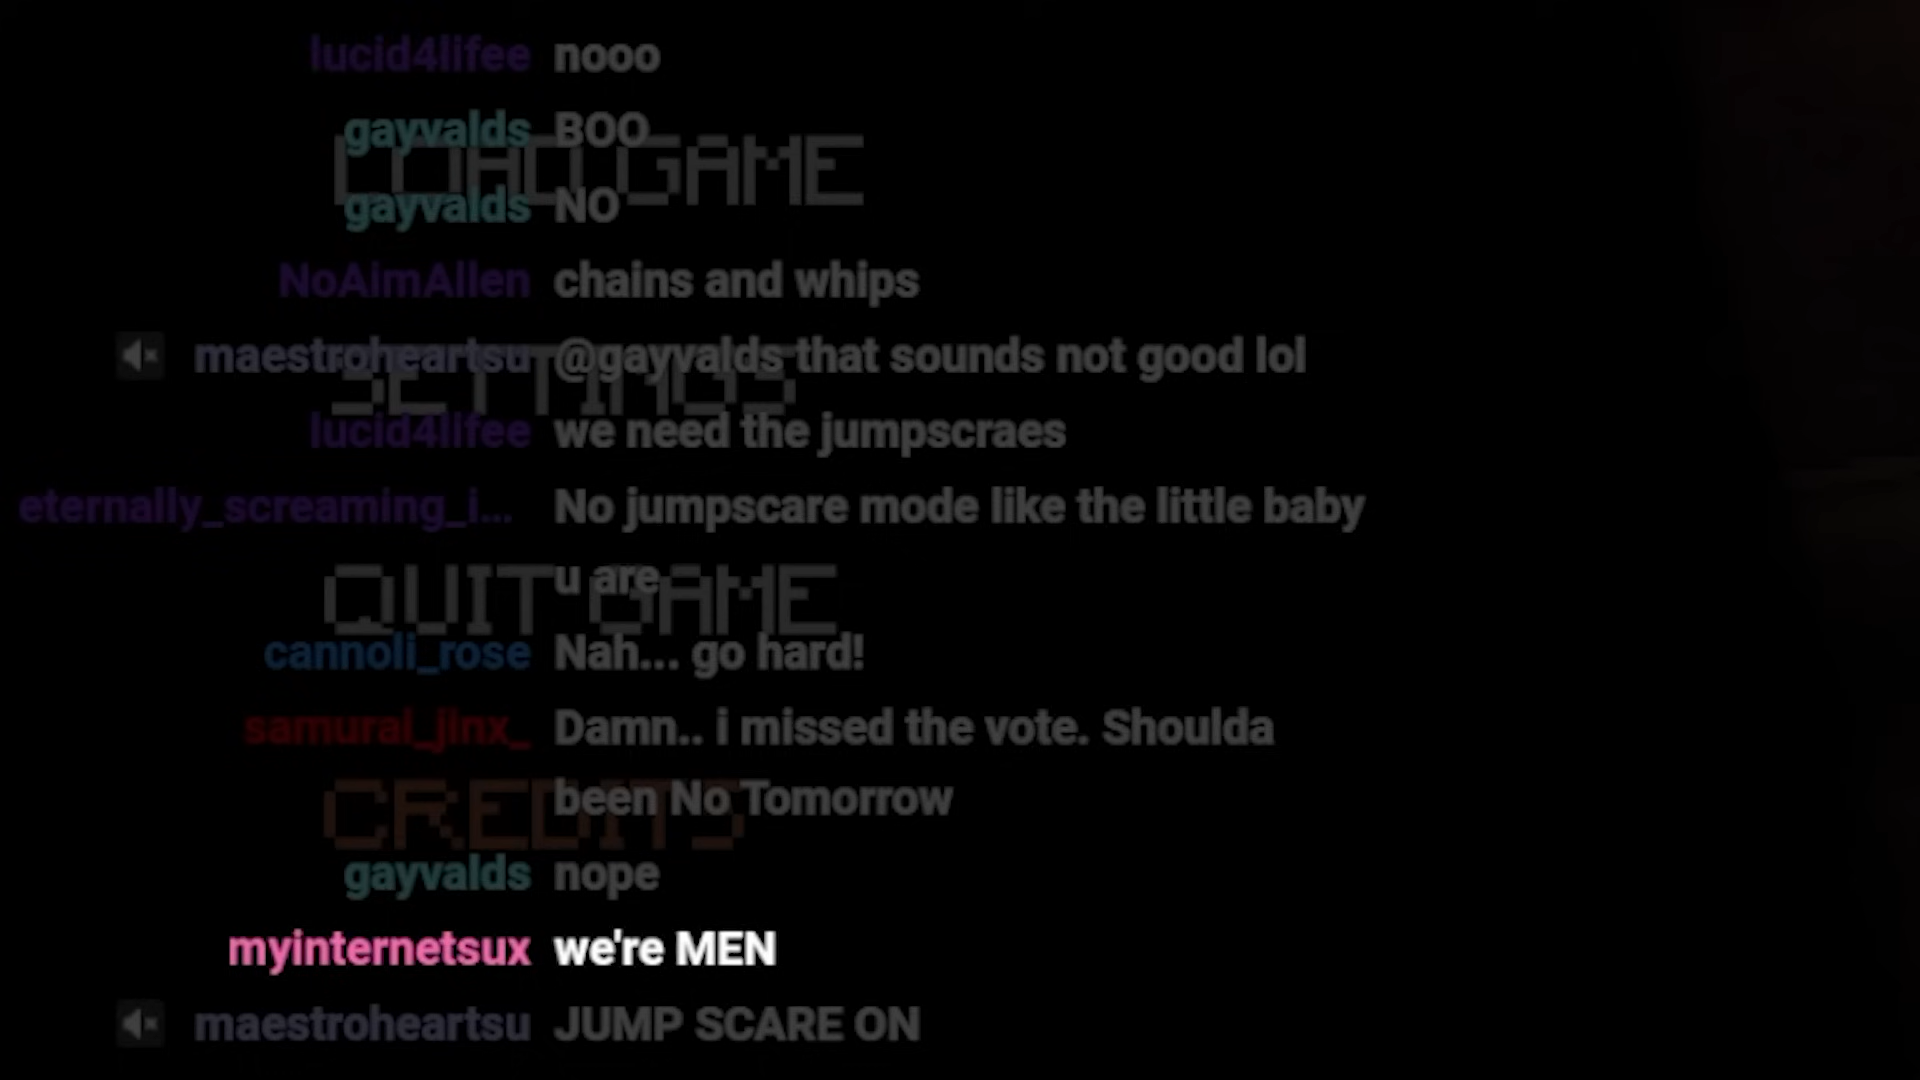 lucid4lifee nooo
gayvalds BOO
LOAD GAME
gayvalds NO
NoAimAllen chains and whips
maestroheartsu @gayvalds that sounds not good lol
SETTINGS
lucid4lifee we need the jumpscraes
eternally_screaming_i... No jumpscare mode like the little baby
u are
QUIT GAME
cannoli_rose Nah... go hard!
samurai_jinx_ Damn.. i missed the vote. Shoulda
been No Tomorrow
CREDITS
gayvalds nope
myinternetsux we're MEN
maestroheartsu JUMP SCARE ON